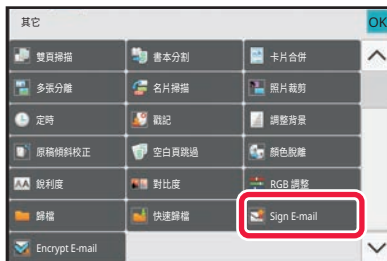 其它
OK
雙頁掃描 書本分割 卡片合併
多張分離 名片掃描 照片裁剪
定時 戳記 調整背景
原稿傾斜校正 空白頁跳過 顏色脫離
銳利度 對比度 RGB 調整
歸檔 快速歸檔 Sign E-mail
Encrypt E-mail